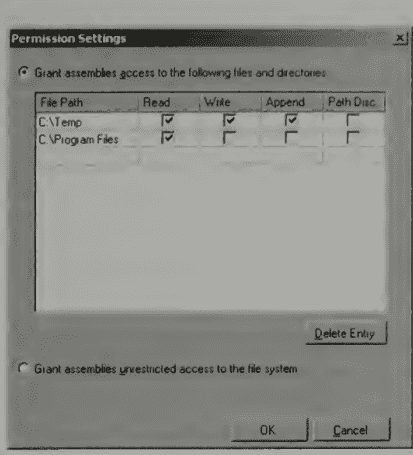 Permission Settings
Grant assemblies access to the following files and directories
File Path Read Write Append Path Disc
C:\Temp
C:\Program Files
Delete Entry
Grant assemblies unrestricted access to the file system
OK Cancel